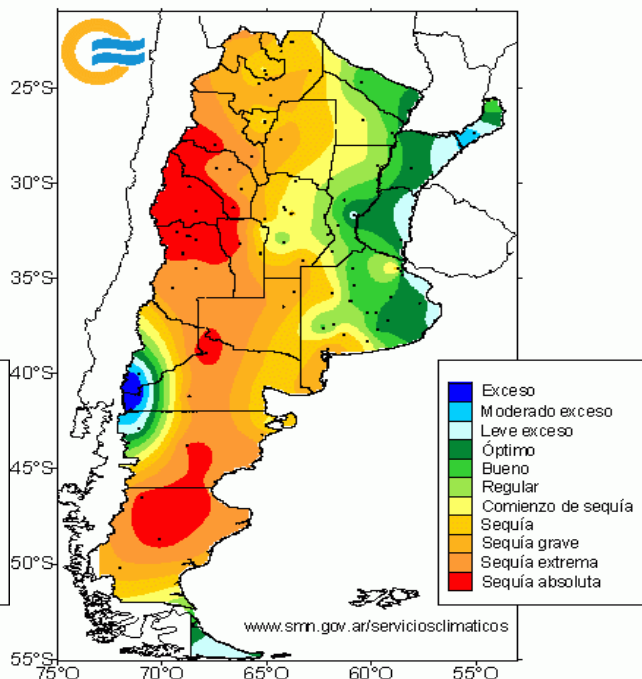 25°S
30°S
35°S
40°S
45°S
50°S
55°S
75°O
70°O
65°O
60°O
55°O
Exceso
Moderado exceso
Leve exceso
Óptimo
Bueno
Regular
Comienzo de sequía
Sequía
Sequía grave
Sequía extrema
Sequía absoluta
www.smn.gov.ar/serviciosclimaticos